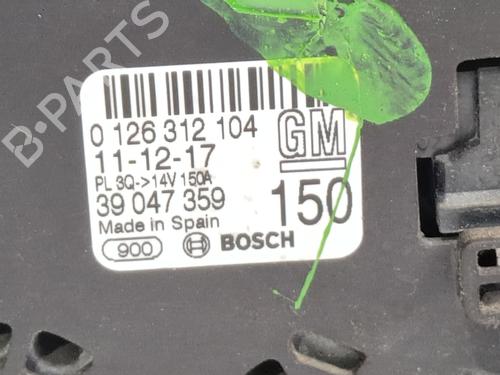 B-PARTS
0 126 312 104
GM
11-12-17
PL 3Q->14V 150A
39 047 359
150
Made in Spain
900
BOSCH